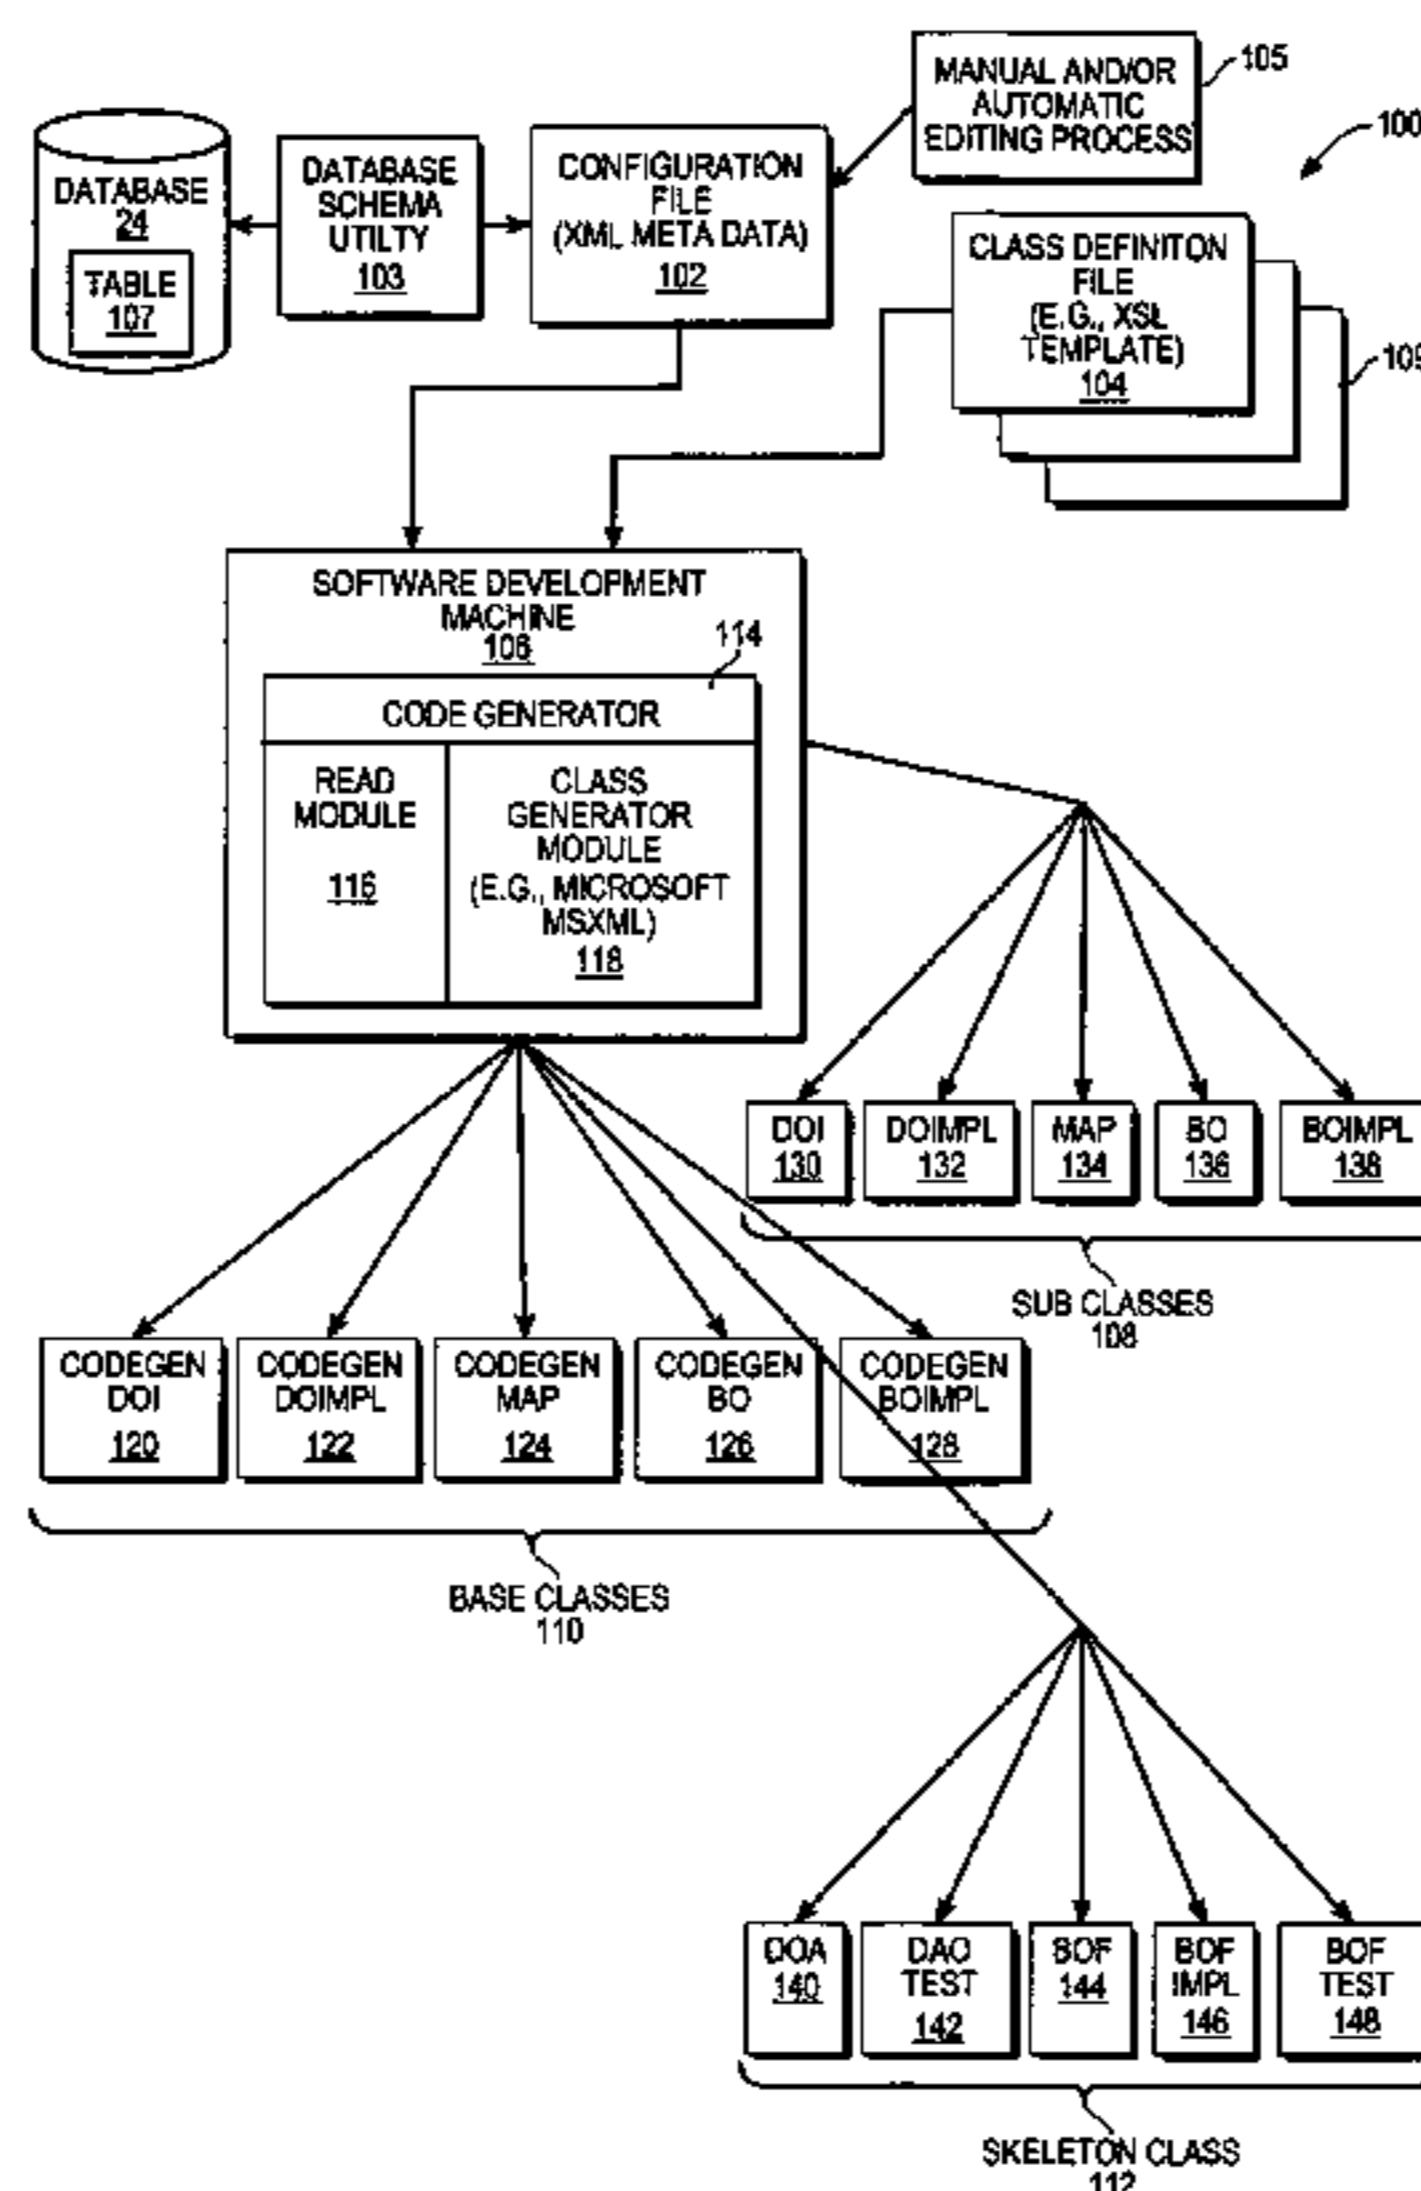 MANUAL AND/OR
AUTOMATIC
EDITING PROCESS
105
100
DATABASE
24
TABLE
107
DATABASE
SCHEMA
UTILTY
103
CONFIGURATION
FILE
(XML META DATA)
102
CLASS DEFINITON
FILE
(E.G., XSL
TEMPLATE)
104
109
SOFTWARE DEVELOPMENT
MACHINE
106
114
CODE GENERATOR
READ
MODULE
116
CLASS
GENERATOR
MODULE
(E.G., MICROSOFT
MSXML)
118
DOI
130
DOIMPL
132
MAP
134
BO
136
BOIMPL
138
SUB CLASSES
108
CODEGEN
DOI
120
CODEGEN
DOIMPL
122
CODEGEN
MAP
124
CODEGEN
BO
126
CODEGEN
BOIMPL
128
BASE CLASSES
110
DOA
140
DAO
TEST
142
BOF
144
BOF
IMPL
146
BOF
TEST
148
SKELETON CLASS
112